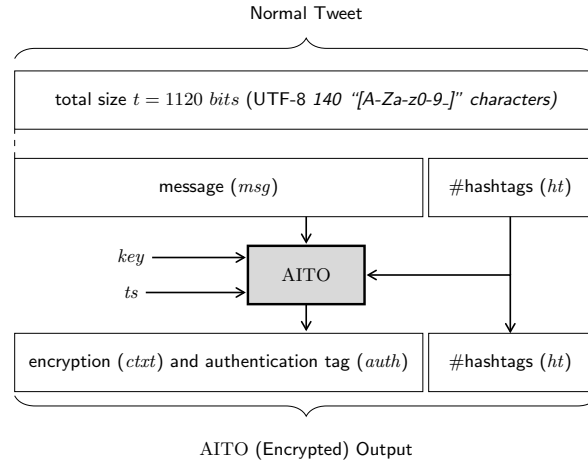 Normal Tweet
total size t = 1120 bits (UTF-8 140 “[A-Za-z0-9_]” characters)
message (msg) #hashtags (ht)
key
AITO
ts
encryption (ctxt) and authentication tag (auth) #hashtags (ht)
AITO (Encrypted) Output